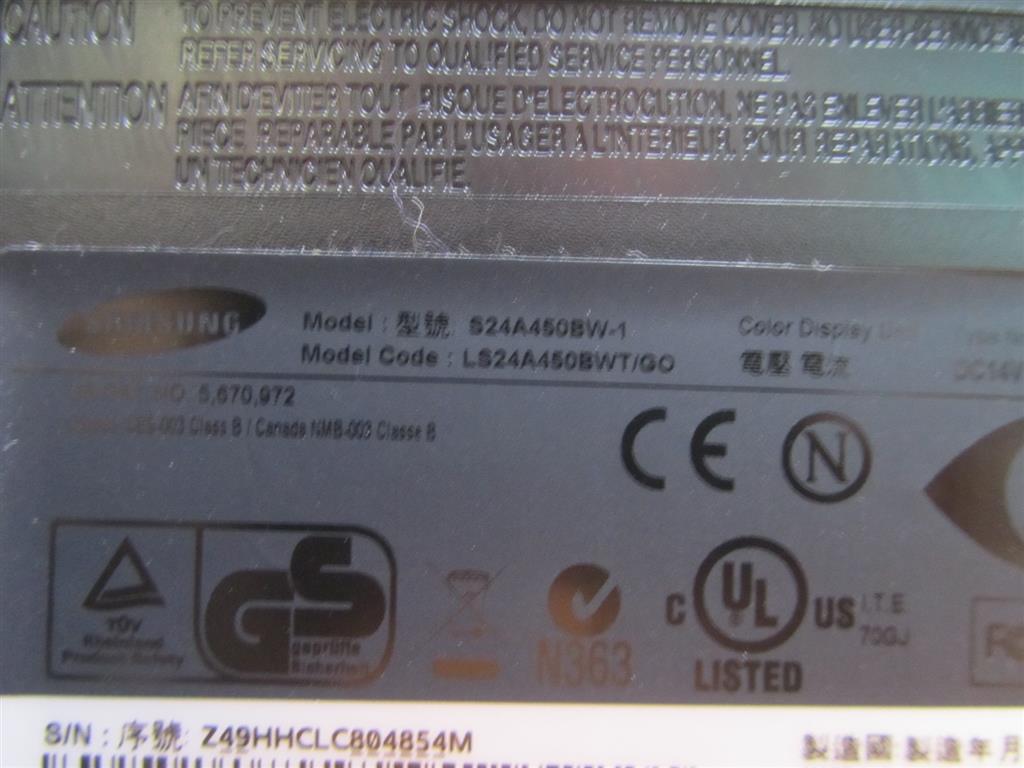 CAUTION TO PREVENT ELECTRIC SHOCK, DO NOT REMOVE COVER. NO USER-SERVICE
REFER SERVICING TO QUALIFIED SERVICE PERSONNEL.
ATTENTION AFIN D'EVITER TOUT RISQUE D'ELECTROCUTION, NE PAS ENLEVER L'ARRIER
PIECE REPARABLE PAR L'USAGER A L'INTERIEUR. POUR REPARATIONS,
UN TECHNICIEN QUALIFIE.
SAMSUNG
Model : 型號 S24A450BW-1
Color Display
Model Code : LS24A450BWT/GO
電壓 電流
DC14V
5,670,972
Class B / Canada NMB-003 Classe B
CE
N
TÜV
Rheinland
Product Safety
GS
geprüfte
Sicherheit
N363
C UL US
LISTED
I.T.E.
70GJ
S/N : 序號: Z49HHCLC804854M
製造國 製造年月